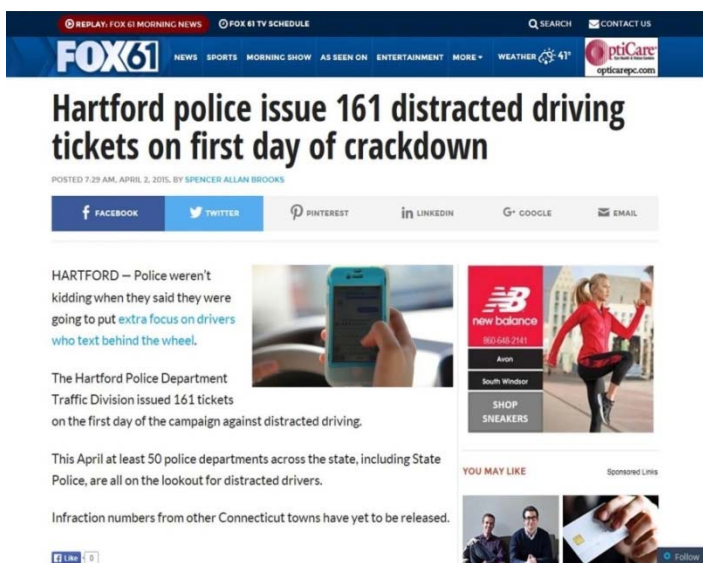 REPLAY: FOX 61 MORNING NEWS FOX 61 TV SCHEDULE SEARCH CONTACT US
FOX61 NEWS SPORTS MORNING SHOW AS SEEN ON ENTERTAINMENT MORE WEATHER 41°
OptiCare
opticarepc.com
Hartford police issue 161 distracted driving
tickets on first day of crackdown
POSTED 7:29 AM, APRIL 2, 2015, BY SPENCER ALLAN BROOKS
f FACEBOOK TWITTER PINTEREST in LINKEDIN G+ GOOGLE EMAIL
HARTFORD — Police weren't
kidding when they said they were
going to put extra focus on drivers
who text behind the wheel.
The Hartford Police Department
Traffic Division issued 161 tickets
on the first day of the campaign against distracted driving.
This April at least 50 police departments across the state, including State
Police, are all on the lookout for distracted drivers.
Infraction numbers from other Connecticut towns have yet to be released.
f Like 0
NB
new balance
860-648-2141
Avon
South Windsor
SHOP
SNEAKERS
YOU MAY LIKE Sponsored Links
Follow